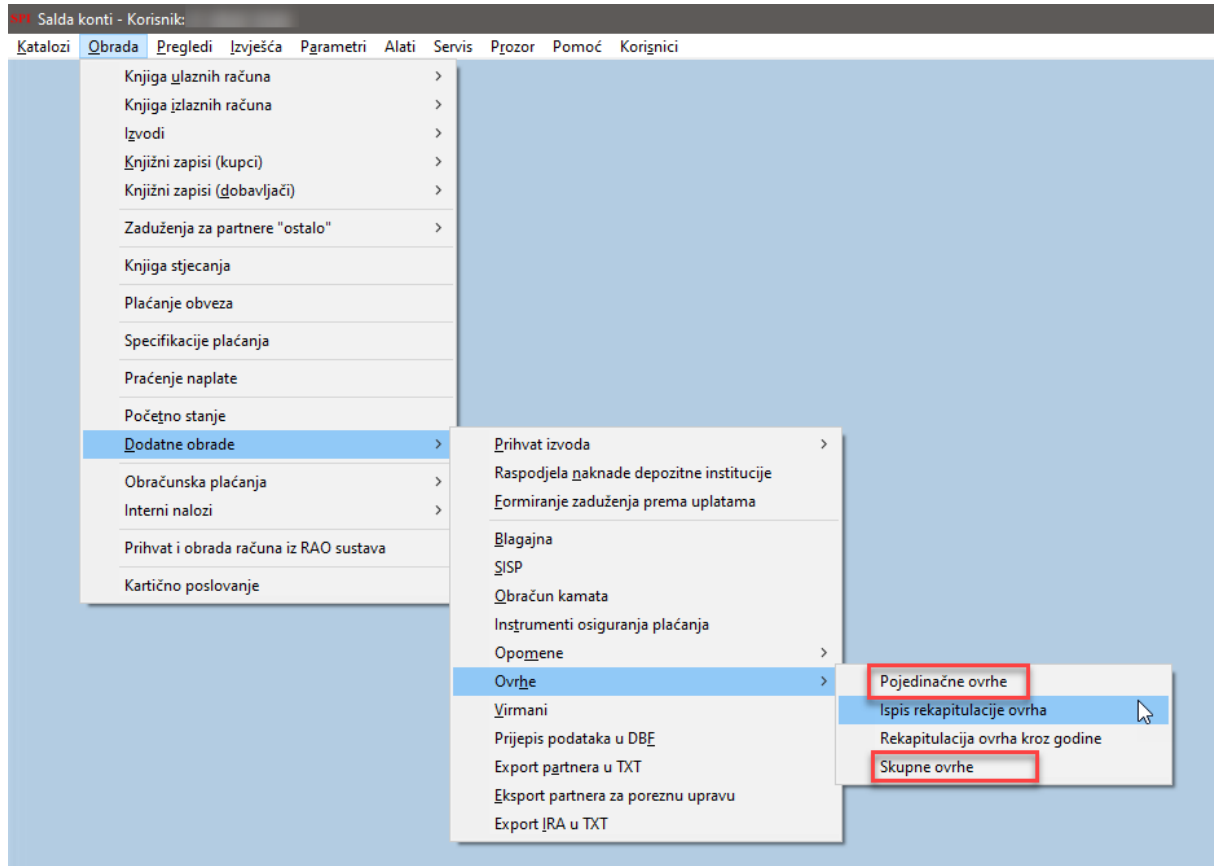 SPI Salda konti - Korisnik:
Katalozi Obrada Pregledi Izvješća Parametri Alati Servis Prozor Pomoć Korisnici
Knjiga ulaznih računa
Knjiga izlaznih računa
Izvodi
Knjižni zapisi (kupci)
Knjižni zapisi (dobavljači)
Zaduženja za partnere "ostalo"
Knjiga stjecanja
Plaćanje obveza
Specifikacije plaćanja
Praćenje naplate
Početno stanje
Dodatne obrade
Obračunska plaćanja
Interni nalozi
Prihvat i obrada računa iz RAO sustava
Kartično poslovanje
Prihvat izvoda
Raspodjela naknade depozitne institucije
Formiranje zaduženja prema uplatama
Blagajna
SISP
Obračun kamata
Instrumenti osiguranja plaćanja
Opomene
Ovrhe
Virmani
Prijepis podataka u DBF
Export partnera u TXT
Eksport partnera za poreznu upravu
Export IRA u TXT
Pojedinačne ovrhe
Ispis rekapitulacije ovrha
Rekapitulacija ovrha kroz godine
Skupne ovrhe